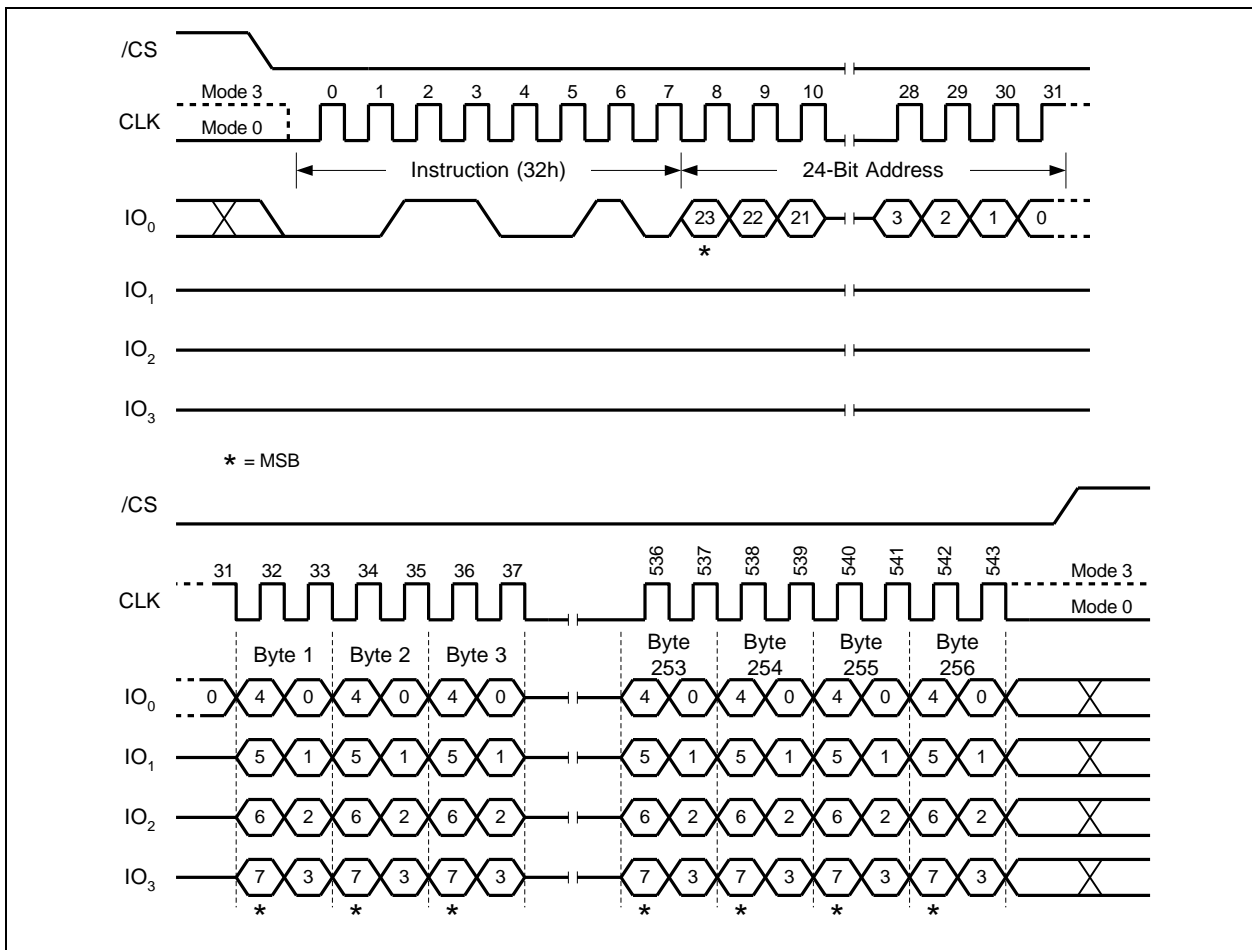 /CS
Mode 3 0 1 2 3 4 5 6 7 8 9 10 28 29 30 31
CLK
Mode 0
Instruction (32h) 24-Bit Address
IO0 23 22 21 3 2 1 0
*
IO1
IO2
IO3
* = MSB
/CS
31 32 33 34 35 36 37 536 537 538 539 540 541 542 543
Mode 3
CLK
Mode 0
Byte 1 Byte 2 Byte 3 Byte 253 Byte 254 Byte 255 Byte 256
IO0 0 4 0 4 0 4 0 4 0 4 0 4 0 4 0
IO1 5 1 5 1 5 1 5 1 5 1 5 1 5 1
IO2 6 2 6 2 6 2 6 2 6 2 6 2 6 2
IO3 7 3 7 3 7 3 7 3 7 3 7 3 7 3
* * * * * * *